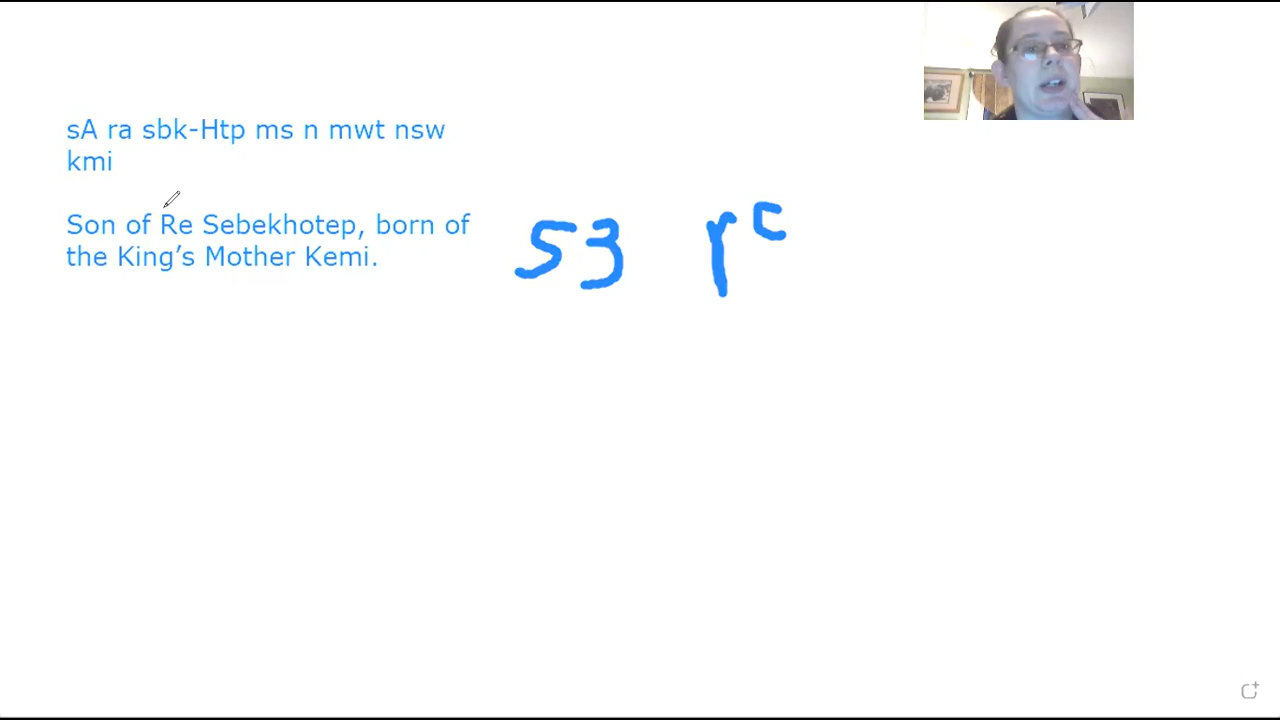 sA ra sbk-Htp ms n mwt nsw
kmi
Son of Re Sebekhotep, born of
the King’s Mother Kemi.
sꜣ rꜥ